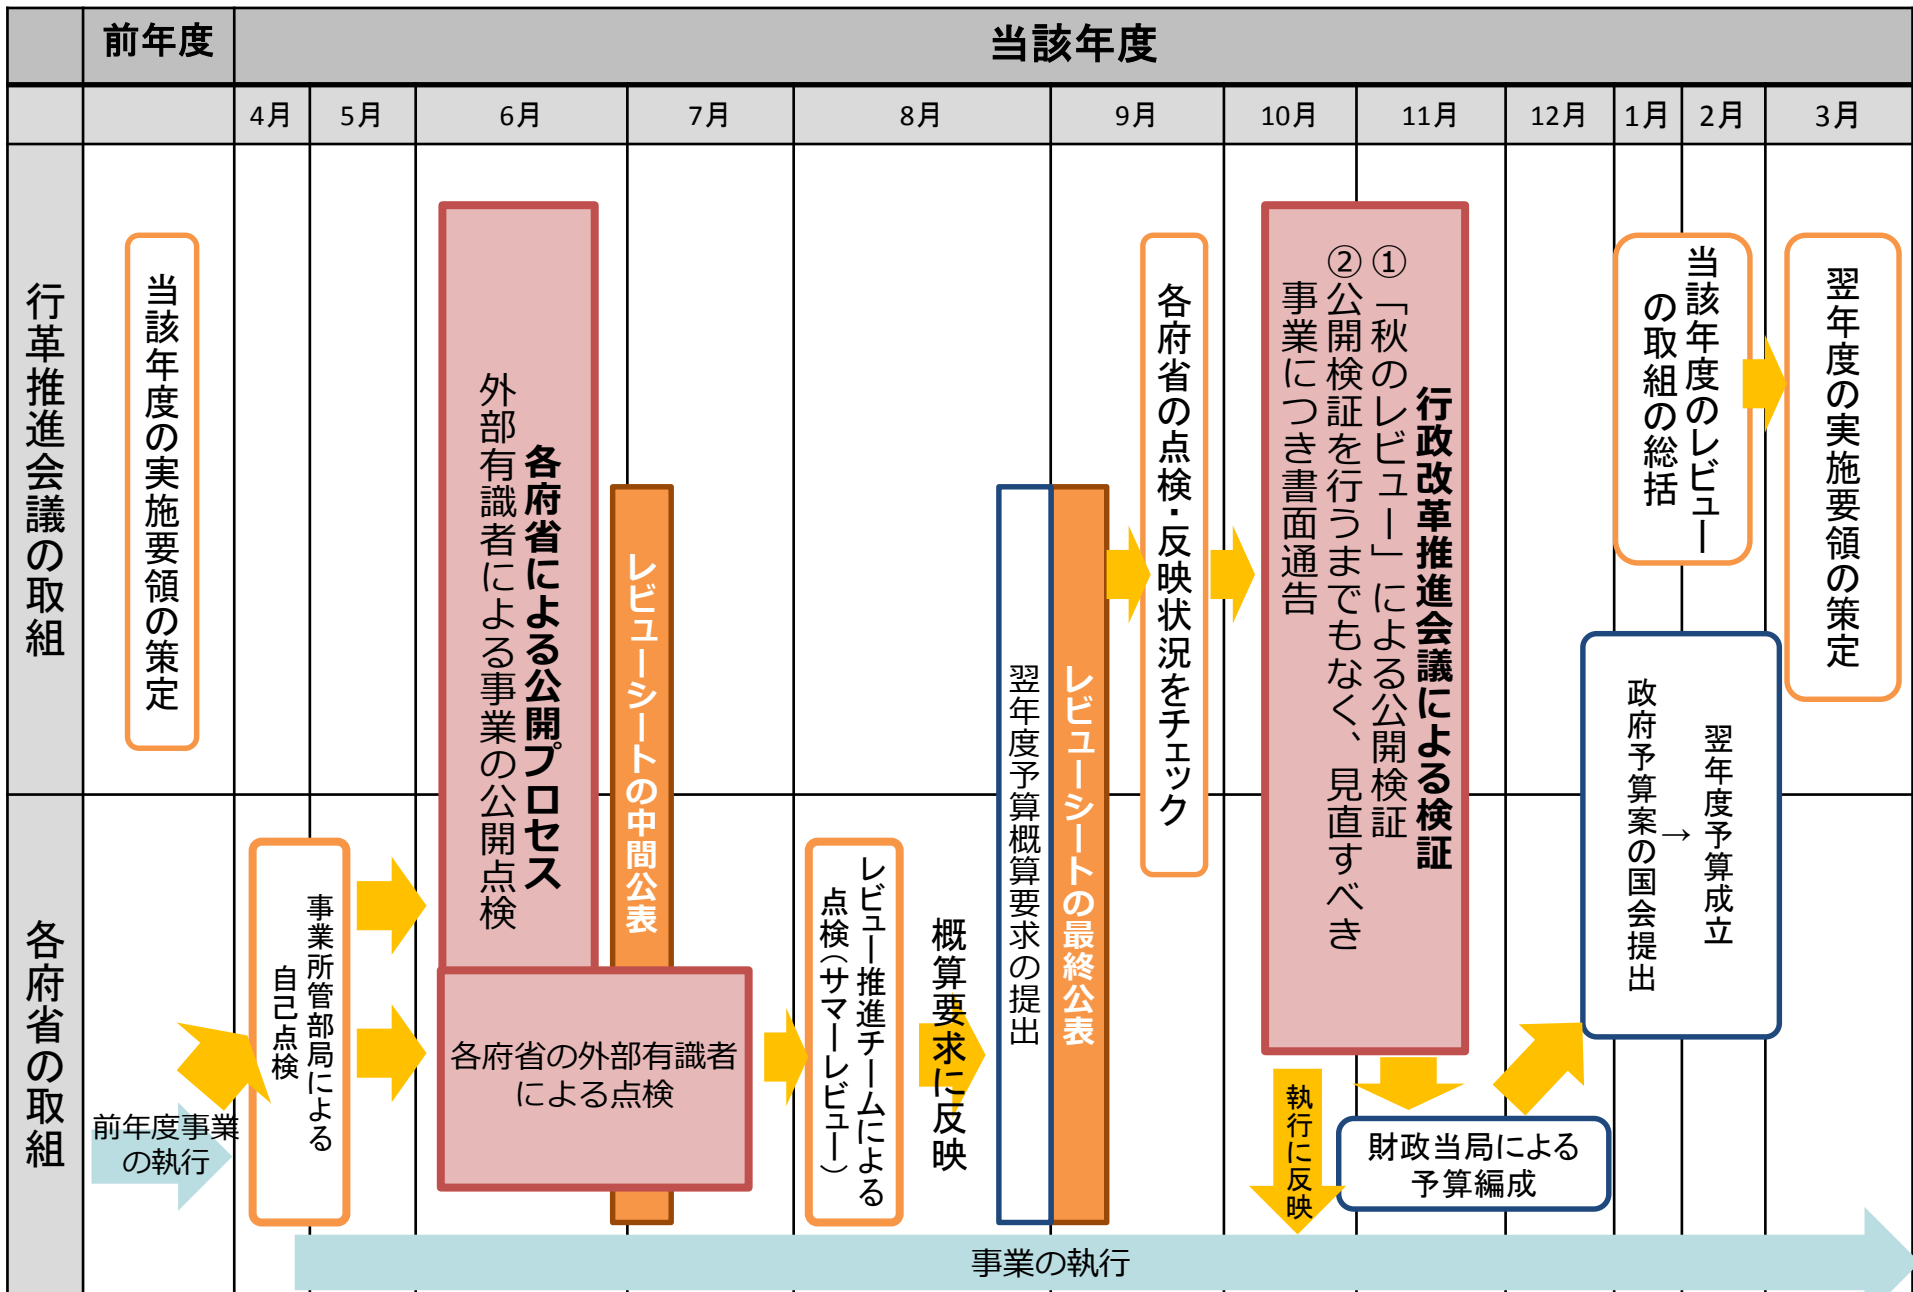 前年度
当該年度
4月
5月
6月
7月
8月
9月
10月
11月
12月
1月
2月
3月
行革推進会議の取組
当該年度の実施要領の策定
各府省による公開プロセス
外部有識者による事業の公開点検
レビューシートの中間公表
翌年度予算概算要求の提出
レビューシートの最終公表
各府省の点検・反映状況をチェック
行政改革推進会議による検証
①「秋のレビュー」による公開検証
②公開検証を行うまでもなく、見直すべき
事業につき書面通告
当該年度のレビュー
の取組の総括
翌年度の実施要領の策定
政府予算案の国会提出
→
翌年度予算成立
各府省の取組
前年度事業
の執行
事業所管部局による
自己点検
各府省の外部有識者
による点検
レビュー推進チームによる
点検(サマーレビュー)
概算要求に反映
執行に反映
財政当局による
予算編成
事業の執行